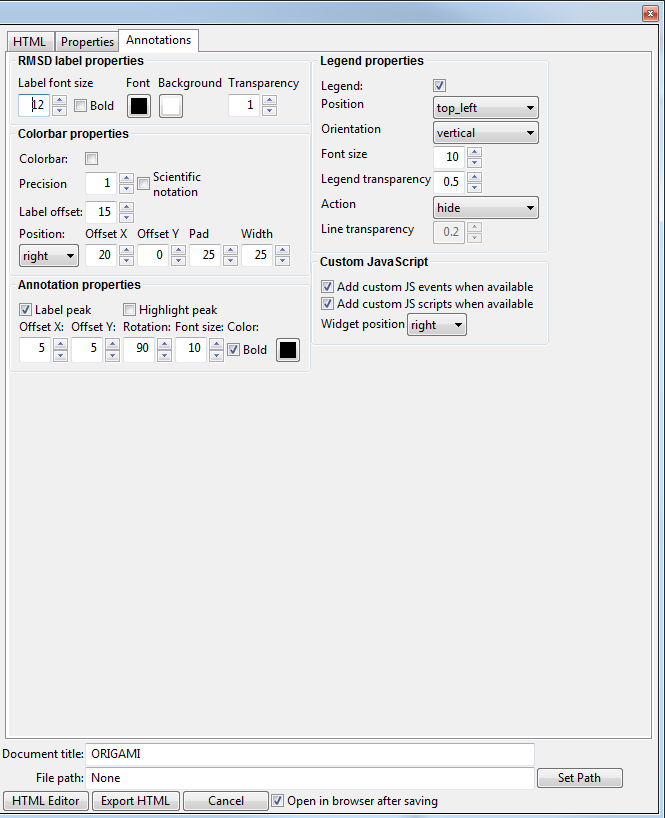 HTML Properties Annotations
RMSD label properties
Label font size Font Background Transparency
12 Bold 1
Colorbar properties
Colorbar:
Precision 1 Scientific notation
Label offset: 15
Position: Offset X Offset Y Pad Width
right 20 0 25 25
Annotation properties
Label peak Highlight peak
Offset X: Offset Y: Rotation: Font size: Color:
5 5 90 10 Bold
Legend properties
Legend:
Position top_left
Orientation vertical
Font size 10
Legend transparency 0.5
Action hide
Line transparency 0.2
Custom JavaScript
Add custom JS events when available
Add custom JS scripts when available
Widget position right
Document title: ORIGAMI
File path: None Set Path
HTML Editor Export HTML Cancel Open in browser after saving